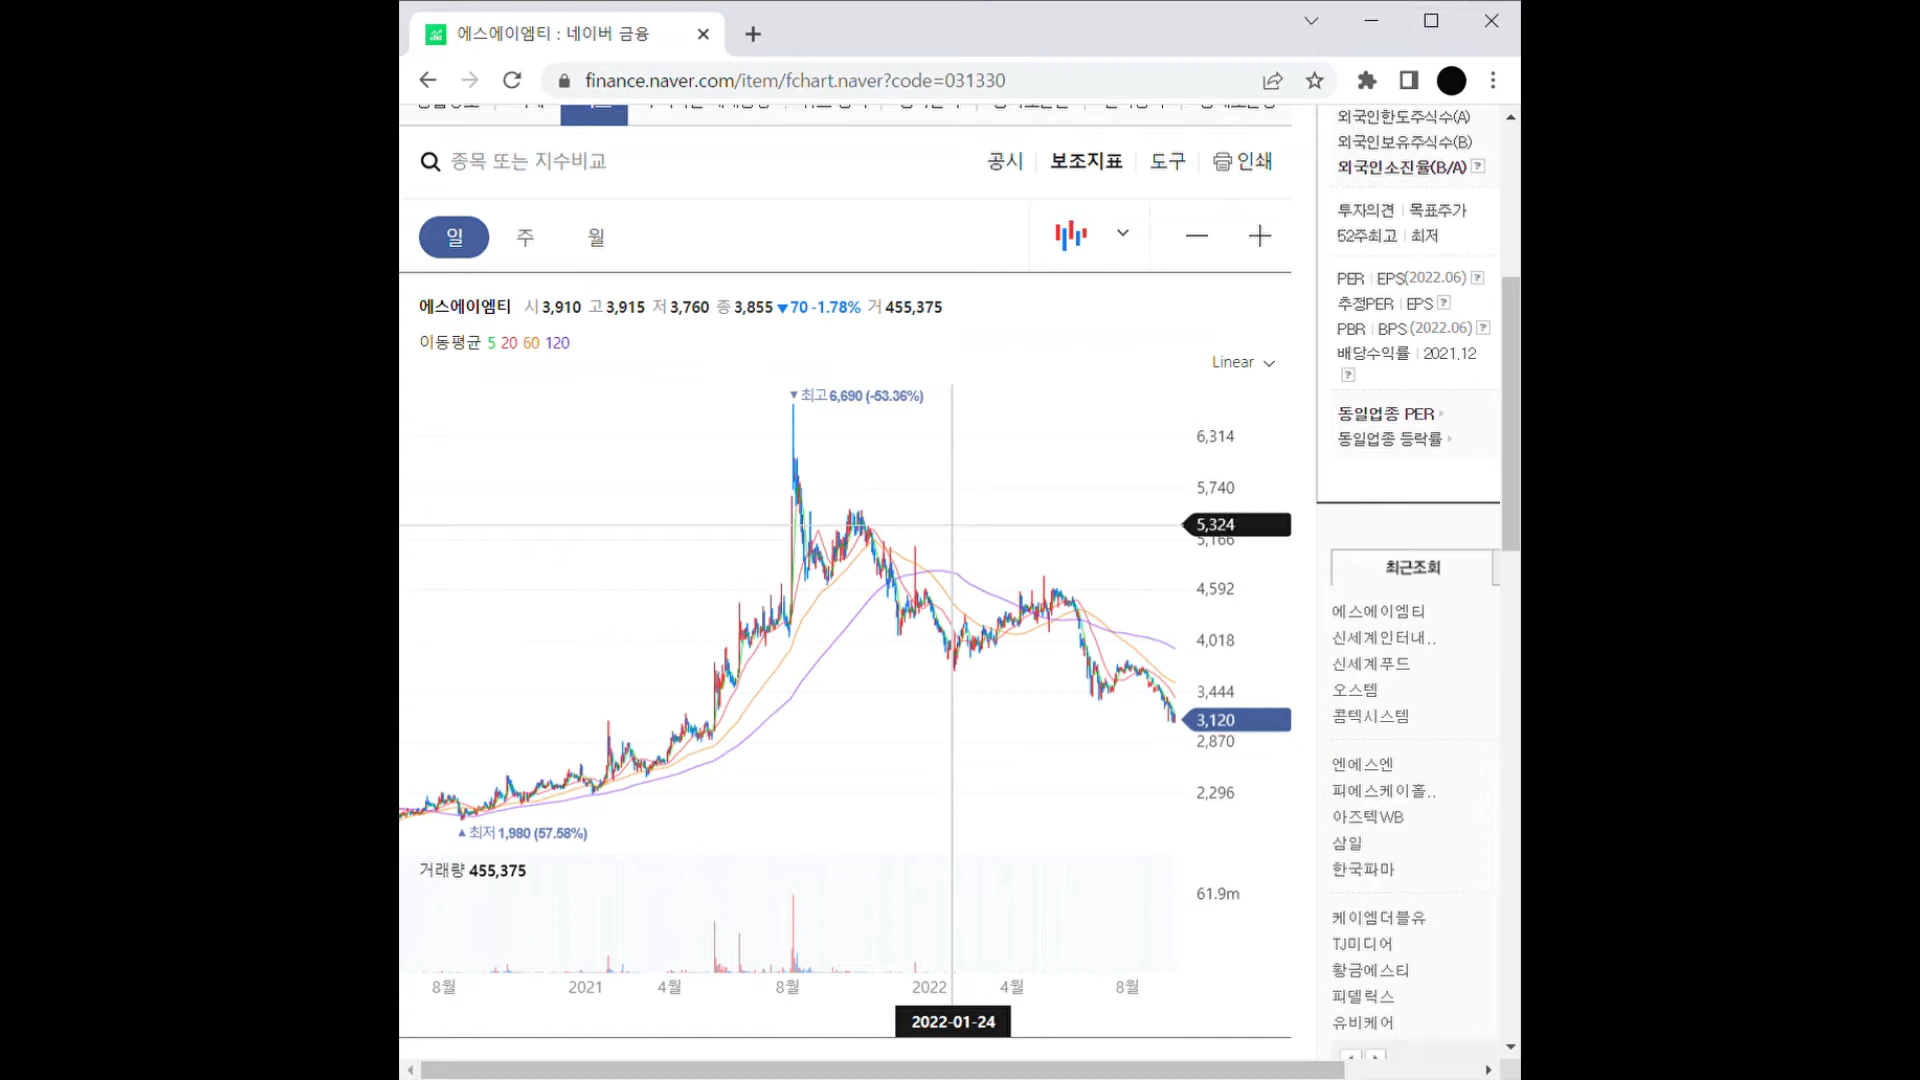 에스에이엠티 : 네이버 금융
finance.naver.com/item/fchart.naver?code=031330
종목 또는 지수비교
공시 보조지표 도구 인쇄
일 주 월
에스에이엠티 시 3,910 고 3,915 저 3,760 종 3,855 ▼70 -1.78% 거 455,375
이동평균 5 20 60 120
Linear
▼최고 6,690 (-53.36%)
6,314
5,740
5,324
5,166
4,592
4,018
3,444
3,120
2,870
2,296
▲최저 1,980 (57.58%)
거래량 455,375
61.9m
8월 2021 4월 8월 2022 4월 8월
2022-01-24
외국인한도주식수(A)
외국인보유주식수(B)
외국인소진율(B/A) ?
투자의견 | 목표주가
52주최고 | 최저
PER | EPS(2022.06) ?
추정PER | EPS ?
PBR | BPS (2022.06) ?
배당수익률 | 2021.12
?
동일업종 PER
동일업종 등락률
최근조회
에스에이엠티
신세계인터내..
신세계푸드
오스템
콤텍시스템
엔에스엔
피에스케이홀..
아즈텍WB
삼일
한국파마
케이엠더블유
TJ미디어
황금에스티
피델릭스
유비케어